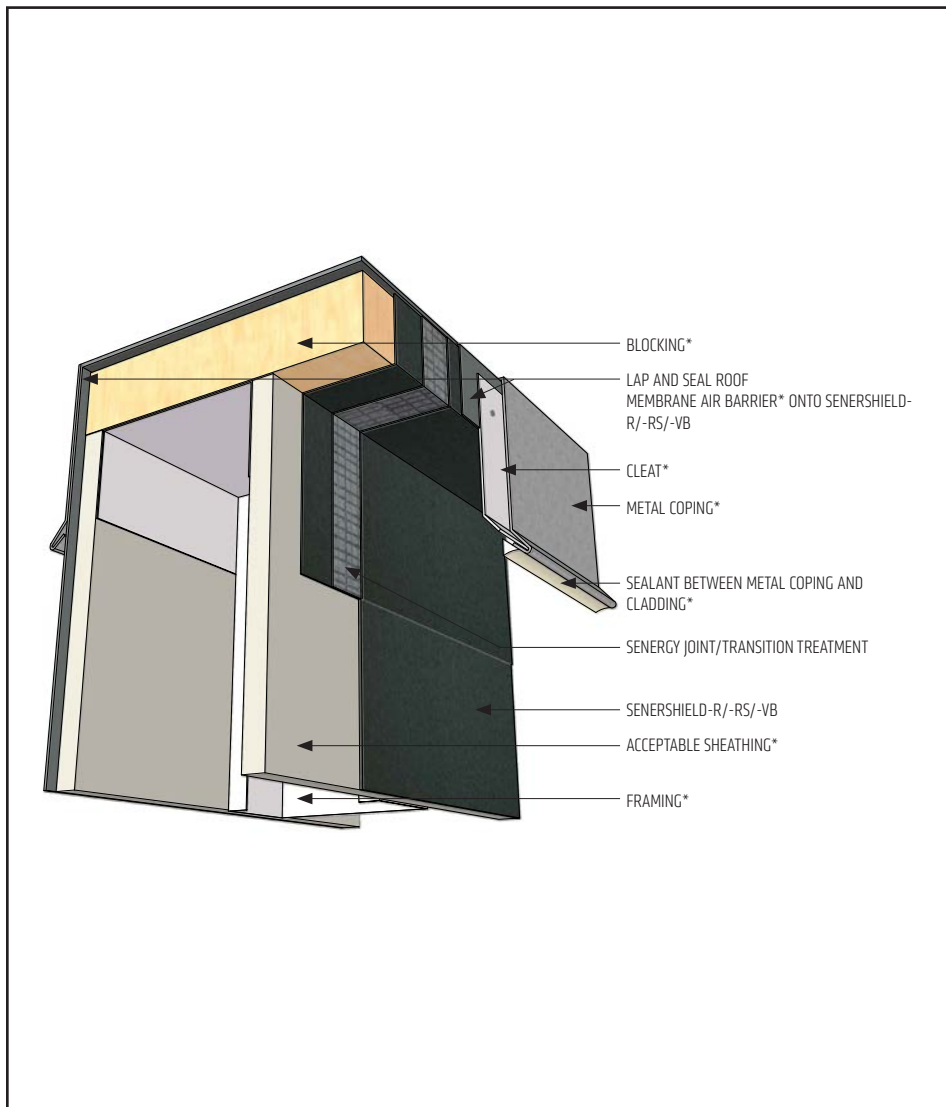 BLOCKING*
LAP AND SEAL ROOF
MEMBRANE AIR BARRIER* ONTO SENERSHIELD-
R/-RS/-VB
CLEAT*
METAL COPING*
SEALANT BETWEEN METAL COPING AND
CLADDING*
SENERGY JOINT/TRANSITION TREATMENT
SENERSHIELD-R/-RS/-VB
ACCEPTABLE SHEATHING*
FRAMING*